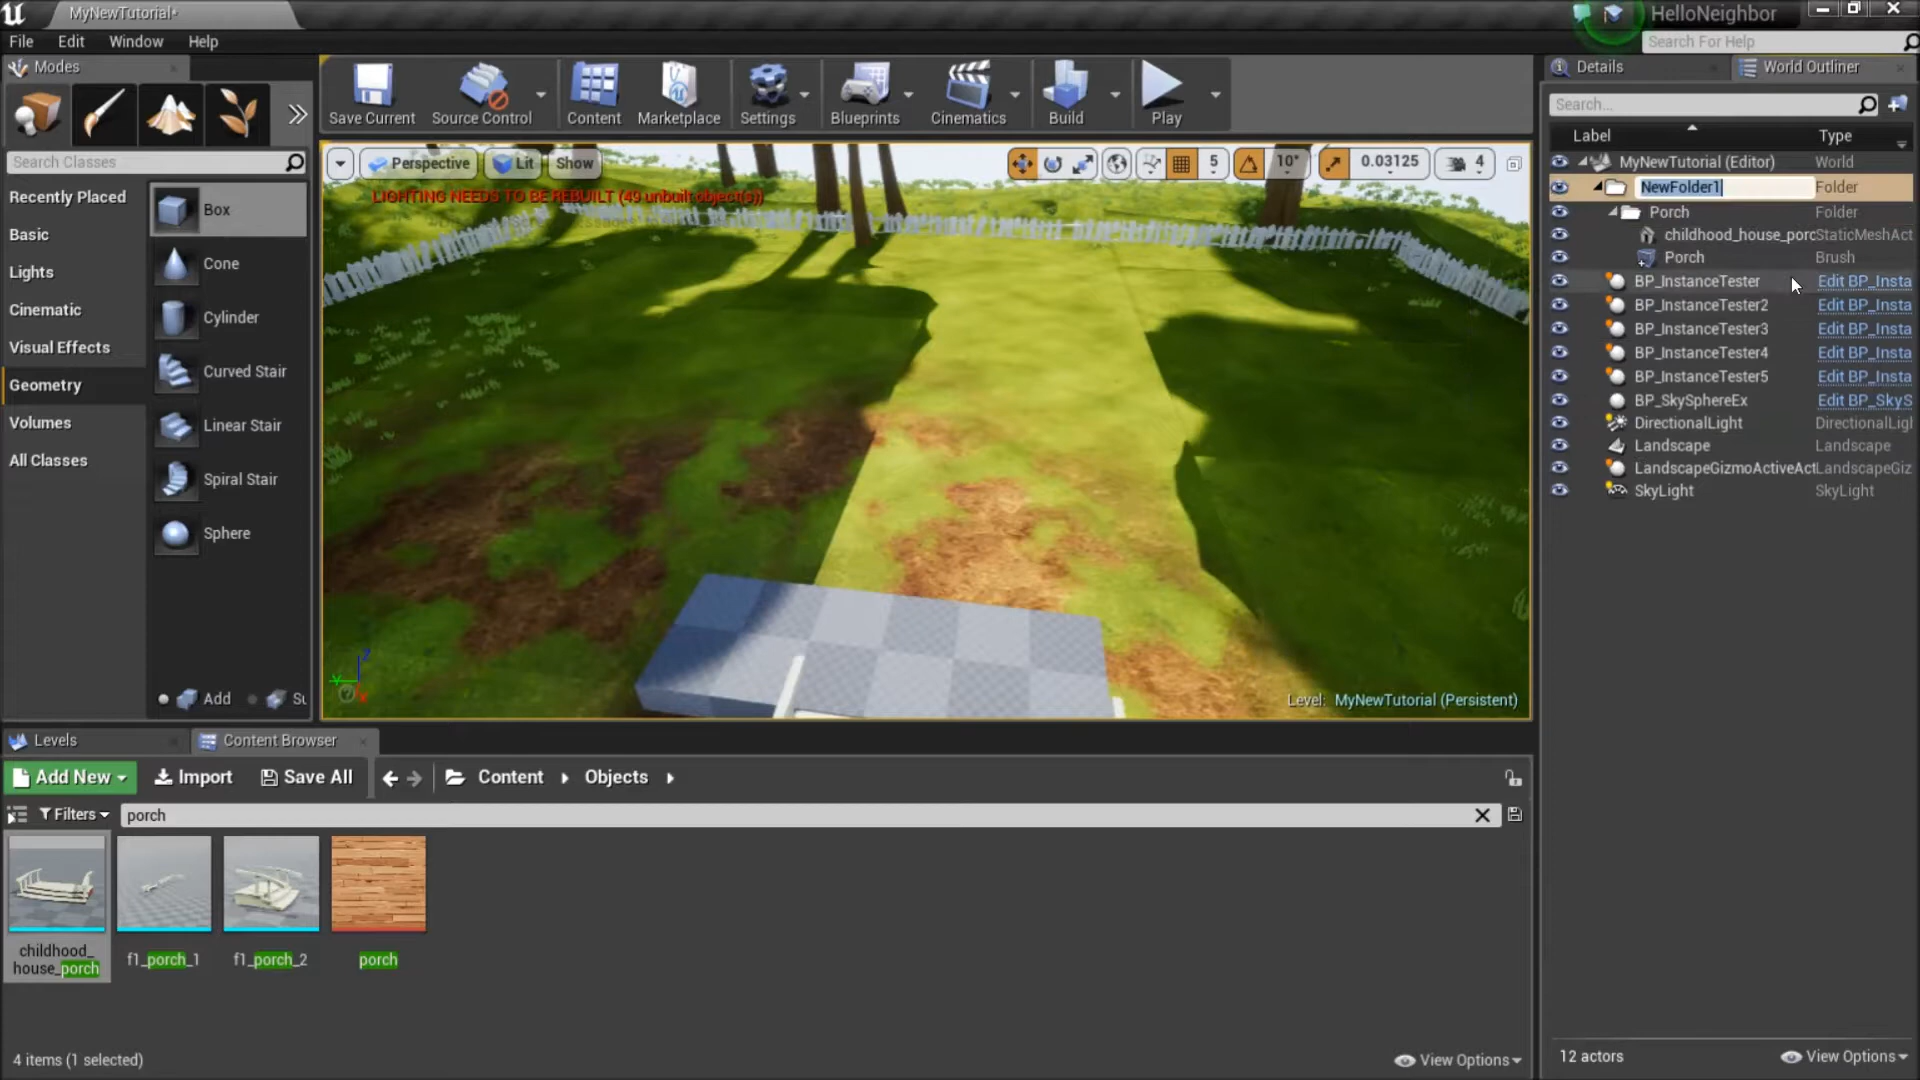 MyNewTutorial*
HelloNeighbor
File Edit Window Help
Search For Help
Modes
Save Current
Source Control
Content
Marketplace
Settings
Blueprints
Cinematics
Build
Play
Details
World Outliner
Search Classes
Recently Placed
Basic
Lights
Cinematic
Visual Effects
Geometry
Volumes
All Classes
Box
Cone
Cylinder
Curved Stair
Linear Stair
Spiral Stair
Sphere
Add
Su
Perspective
Lit
Show
5
10°
0.03125
4
LIGHTING NEEDS TO BE REBUILT (49 unbuilt object(s))
Level: MyNewTutorial (Persistent)
Search...
Label Type
MyNewTutorial (Editor) World
NewFolder1 Folder
Porch Folder
childhood_house_porc StaticMeshAct
Porch Brush
BP_InstanceTester Edit BP_Insta
BP_InstanceTester2 Edit BP_Insta
BP_InstanceTester3 Edit BP_Insta
BP_InstanceTester4 Edit BP_Insta
BP_InstanceTester5 Edit BP_Insta
BP_SkySphereEx Edit BP_SkyS
DirectionalLight DirectionalLigl
Landscape Landscape
LandscapeGizmoActiveAct LandscapeGiz
SkyLight SkyLight
12 actors
View Options
Levels
Content Browser
Add New
Import
Save All
Content
Objects
Filters
porch
childhood_
house_porch
f1_porch_1
f1_porch_2
porch
4 items (1 selected)
View Options